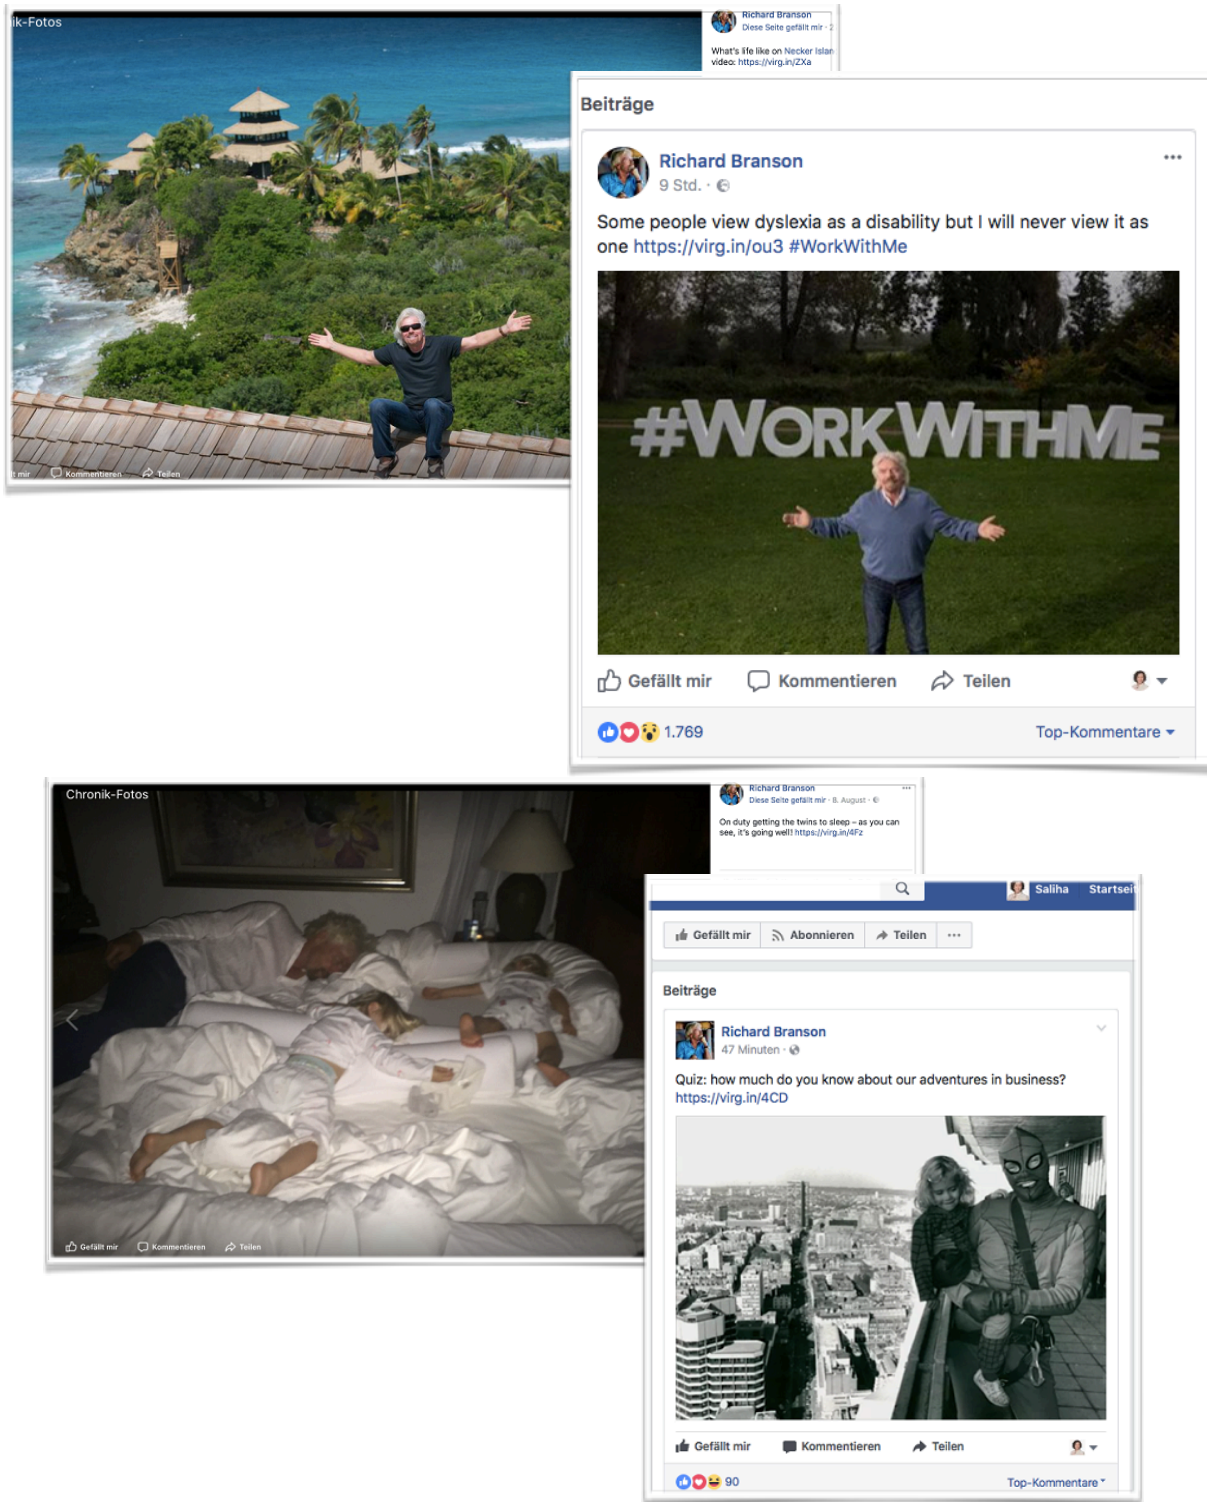 ik-Fotos
Richard Branson
Diese Seite gefällt mir · 2
What's life like on Necker Islan
video: https://virg.in/ZXa
t mir Kommentieren Teilen
Beiträge
Richard Branson
9 Std. ·
Some people view dyslexia as a disability but I will never view it as
one https://virg.in/ou3 #WorkWithMe
#WORKWITHME
Gefällt mir Kommentieren Teilen
1.769 Top-Kommentare
Chronik-Fotos
Richard Branson
Diese Seite gefällt mir · 8. August ·
On duty getting the twins to sleep – as you can
see, it's going well! https://virg.in/4Fz
Gefällt mir Kommentieren Teilen
Saliha Startseit
Gefällt mir Abonnieren Teilen
Beiträge
Richard Branson
47 Minuten ·
Quiz: how much do you know about our adventures in business?
https://virg.in/4CD
Gefällt mir Kommentieren Teilen
90 Top-Kommentare